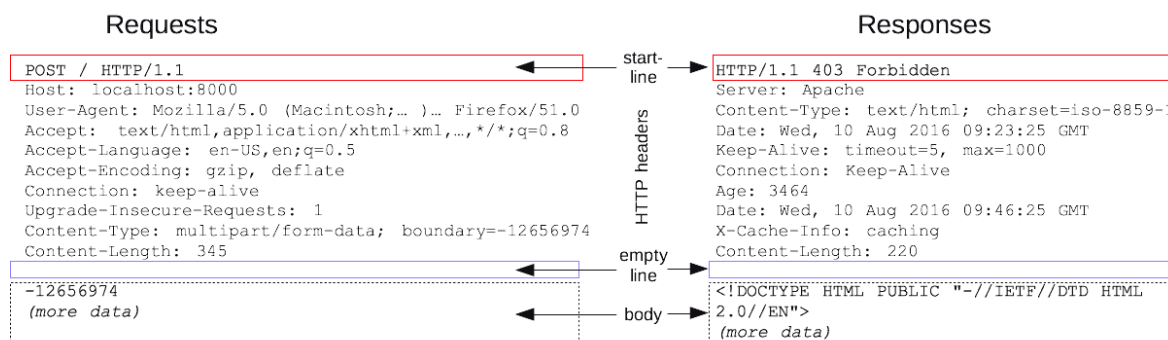 Requests
POST / HTTP/1.1
Host: localhost:8000
User-Agent: Mozilla/5.0 (Macintosh;… )… Firefox/51.0
Accept: text/html,application/xhtml+xml,…,*/*;q=0.8
Accept-Language: en-US,en;q=0.5
Accept-Encoding: gzip, deflate
Connection: keep-alive
Upgrade-Insecure-Requests: 1
Content-Type: multipart/form-data; boundary=-12656974
Content-Length: 345
-12656974
(more data)
start-
line
HTTP headers
empty
line
body
Responses
HTTP/1.1 403 Forbidden
Server: Apache
Content-Type: text/html; charset=iso-8859-1
Date: Wed, 10 Aug 2016 09:23:25 GMT
Keep-Alive: timeout=5, max=1000
Connection: Keep-Alive
Age: 3464
Date: Wed, 10 Aug 2016 09:46:25 GMT
X-Cache-Info: caching
Content-Length: 220
<!DOCTYPE HTML PUBLIC "-//IETF//DTD HTML
2.0//EN">
(more data)